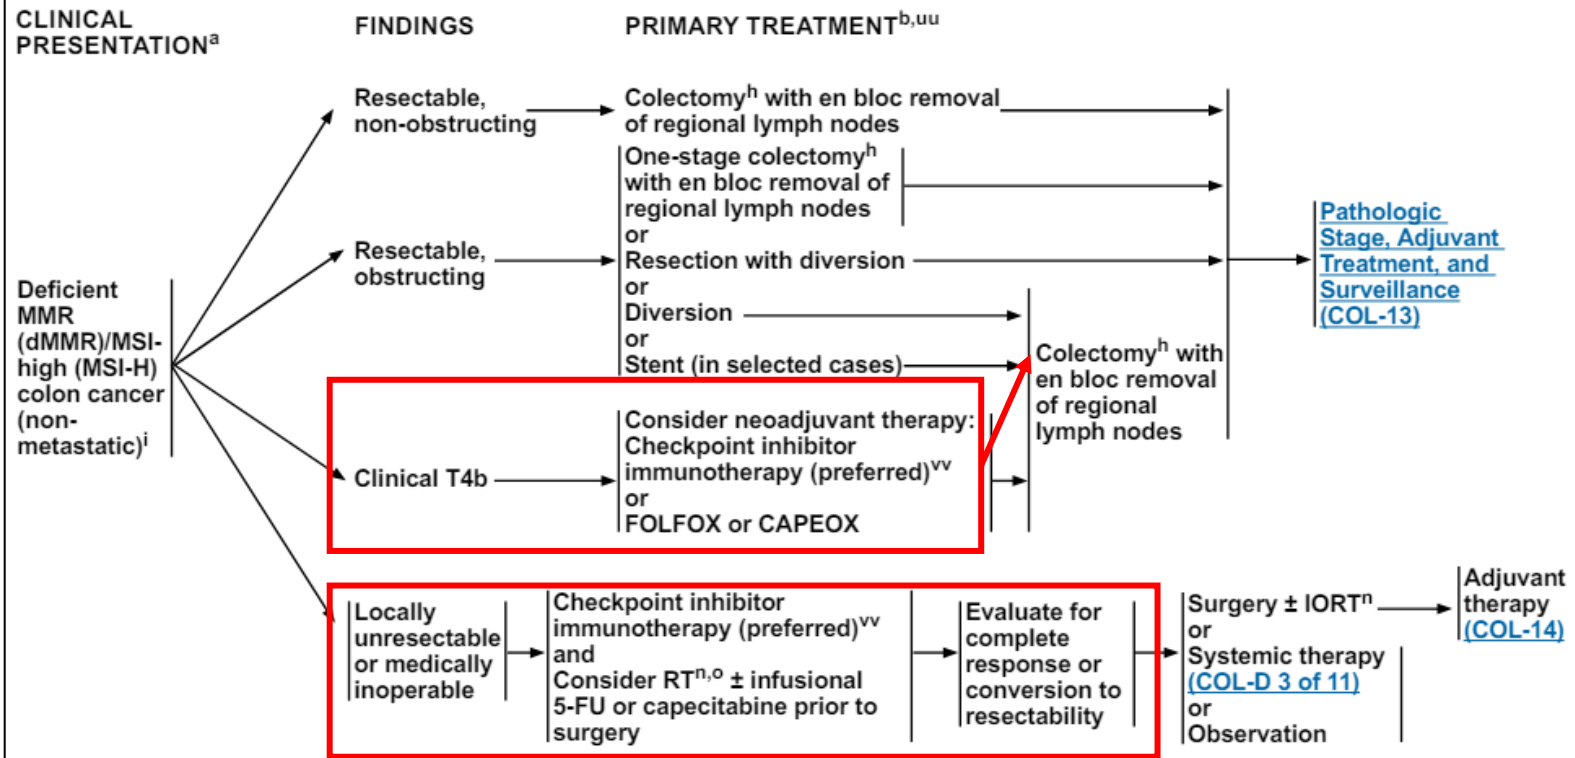 CLINICAL
PRESENTATIONa
FINDINGS
PRIMARY TREATMENTb,uu
Resectable,
non-obstructing
Colectomyh with en bloc removal
of regional lymph nodes
Resectable,
obstructing
One-stage colectomyh
with en bloc removal of
regional lymph nodes
or
Resection with diversion
or
Diversion
or
Stent (in selected cases)
Deficient
MMR
(dMMR)/MSI-
high (MSI-H)
colon cancer
(non-
metastatic)i
Clinical T4b
Consider neoadjuvant therapy:
Checkpoint inhibitor
immunotherapy (preferred)vv
or
FOLFOX or CAPEOX
Colectomyh with
en bloc removal
of regional
lymph nodes
Pathologic
Stage, Adjuvant
Treatment, and
Surveillance
(COL-13)
Locally
unresectable
or medically
inoperable
Checkpoint inhibitor
immunotherapy (preferred)vv
and
Consider RTn,o ± infusional
5-FU or capecitabine prior to
surgery
Evaluate for
complete
response or
conversion to
resectability
Surgery ± IORTn
or
Systemic therapy
(COL-D 3 of 11)
or
Observation
Adjuvant
therapy
(COL-14)